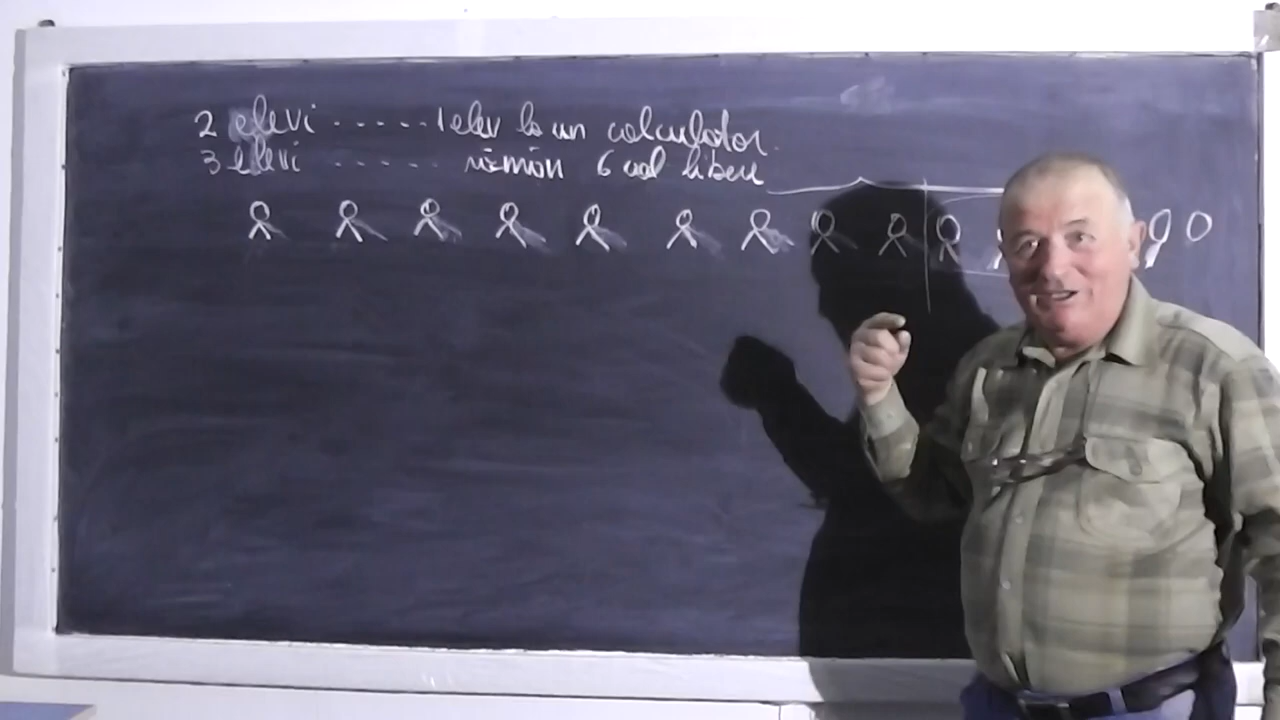 2 elevi ..... 1 elev la un calculator.
3 elevi ...... rămân 6 cal libere